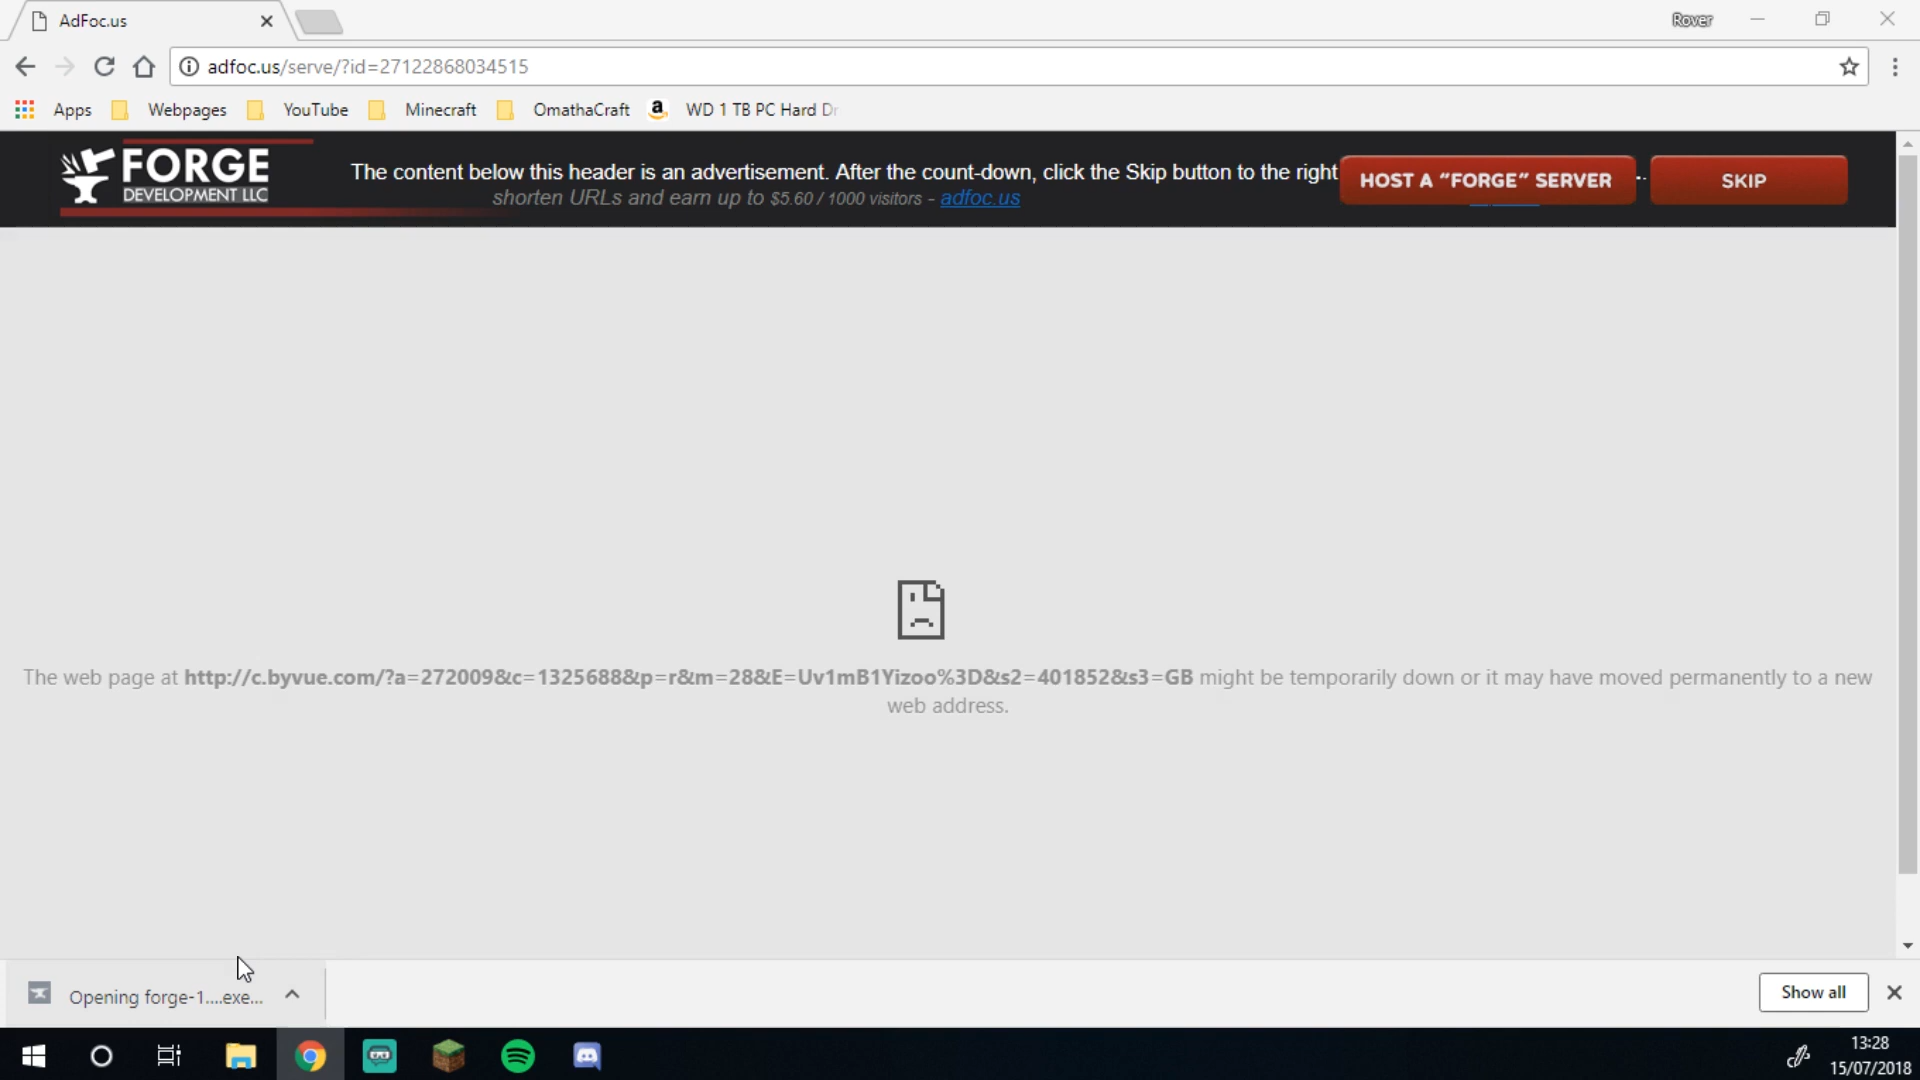 AdFoc.us
Rover
adfoc.us/serve/?id=27122868034515
Apps Webpages YouTube Minecraft OmathaCraft WD 1 TB PC Hard Dr
FORGE
DEVELOPMENT LLC
The content below this header is an advertisement. After the count-down, click the Skip button to the right
shorten URLs and earn up to $5.60 / 1000 visitors - adfoc.us
HOST A "FORGE" SERVER
SKIP
The web page at http://c.byvue.com/?a=272009&c=1325688&p=r&m=28&E=Uv1mB1Yizoo%3D&s2=401852&s3=GB might be temporarily down or it may have moved permanently to a new
web address.
Opening forge-1....exe...
Show all
13:28
15/07/2018